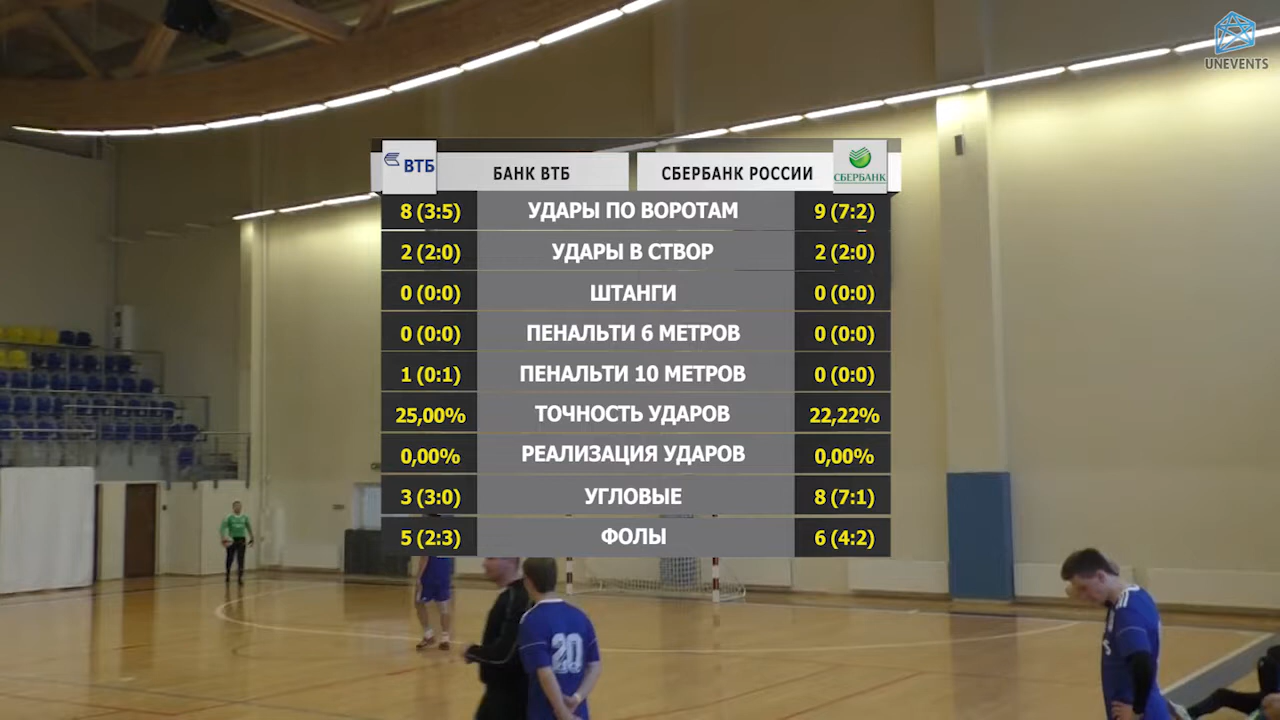 UNEVENTS
ВТБ БАНК ВТБ СБЕРБАНК РОССИИ СБЕРБАНК
8 (3:5) УДАРЫ ПО ВОРОТАМ 9 (7:2)
2 (2:0) УДАРЫ В СТВОР 2 (2:0)
0 (0:0) ШТАНГИ 0 (0:0)
0 (0:0) ПЕНАЛЬТИ 6 МЕТРОВ 0 (0:0)
1 (0:1) ПЕНАЛЬТИ 10 МЕТРОВ 0 (0:0)
25,00% ТОЧНОСТЬ УДАРОВ 22,22%
0,00% РЕАЛИЗАЦИЯ УДАРОВ 0,00%
3 (3:0) УГЛОВЫЕ 8 (7:1)
5 (2:3) ФОЛЫ 6 (4:2)
20